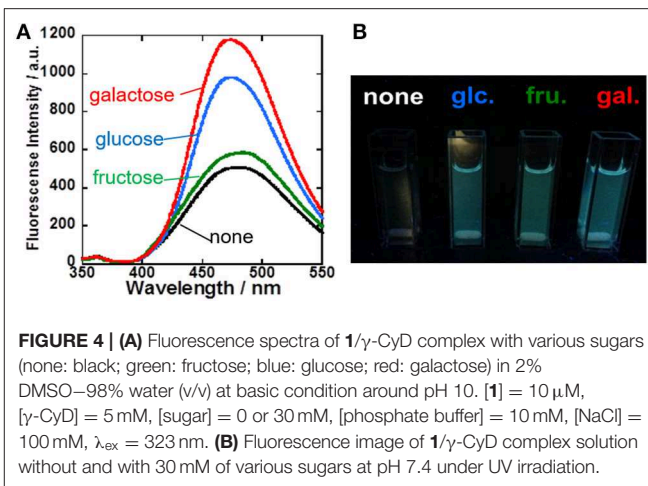 A
B
1200
1000
800
600
400
200
0
Fluorescense Intensity / a.u.
galactose
glucose
fructose
none
350 400 450 500 550
Wavelength / nm
none glc. fru. gal.
FIGURE 4 | (A) Fluorescence spectra of 1/γ-CyD complex with various sugars
(none: black; green: fructose; blue: glucose; red: galactose) in 2%
DMSO−98% water (v/v) at basic condition around pH 10. [1] = 10 μM,
[γ-CyD] = 5 mM, [sugar] = 0 or 30 mM, [phosphate buffer] = 10 mM, [NaCl] =
100 mM, λex = 323 nm. (B) Fluorescence image of 1/γ-CyD complex solution
without and with 30 mM of various sugars at pH 7.4 under UV irradiation.